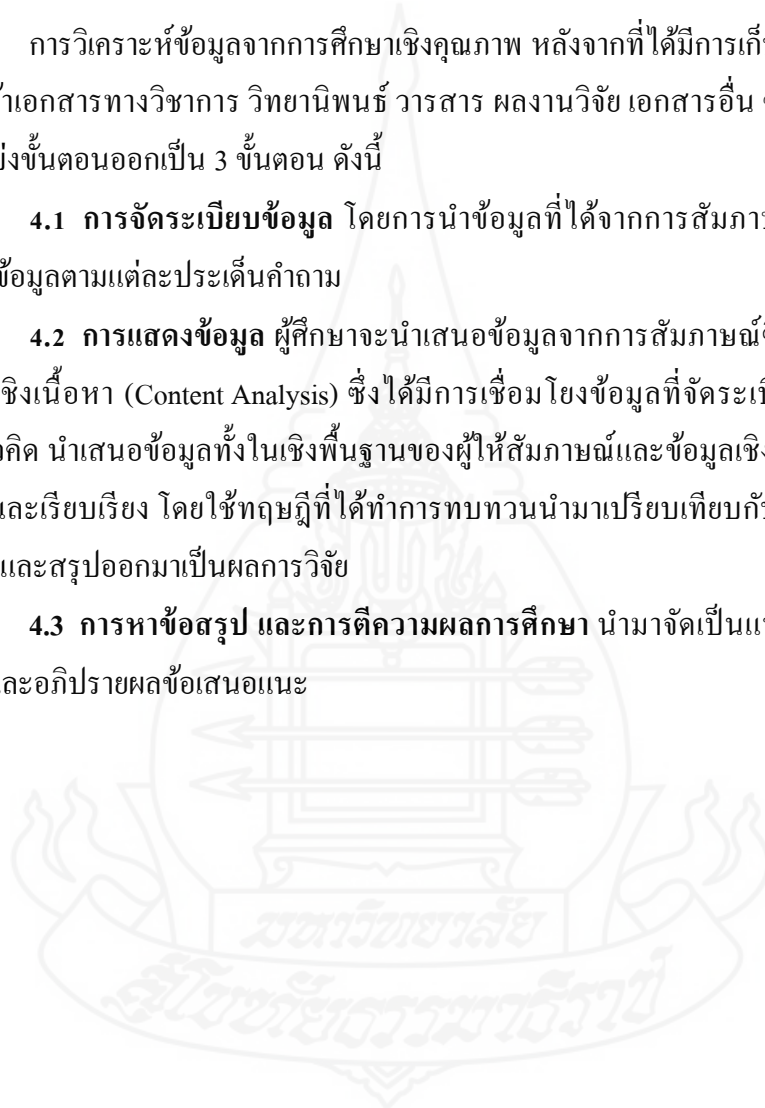 การวิเคราะห์ข้อมูลจากการศึกษาเชิงคุณภาพ หลังจากที่ได้มีการเก็
เอกสารทางวิชาการ วิทยานิพนธ์ วารสาร ผลงานวิจัย เอกสารอื่น
ขั้นตอนออกเป็น 3 ขั้นตอน ดังนี้
4.1 การจัดระเบียบข้อมูล โดยการนำข้อมูลที่ได้จากการสัมภา
ข้อมูลตามแต่ละประเด็นคำถาม
4.2 การแสดงข้อมูล ผู้ศึกษาจะนำเสนอข้อมูลจากการสัมภาษณ์
เชิงเนื้อหา (Content Analysis) ซึ่งได้มีการเชื่อมโยงข้อมูลที่จัดระเบี
คิด นำเสนอข้อมูลทั้งในเชิงพื้นฐานของผู้ให้สัมภาษณ์และข้อมูลเชิง
และเรียบเรียง โดยใช้ทฤษฎีที่ได้ทำการทบทวนนำมาเปรียบเทียบกั
และสรุปออกมาเป็นผลการวิจัย
4.3 การหาข้อสรุป และการตีความผลการศึกษา นำมาจัดเป็น
และอภิปรายผลข้อเสนอแนะ
มหาวิทยาลัย
สุโขทัยธรรมาธิราช